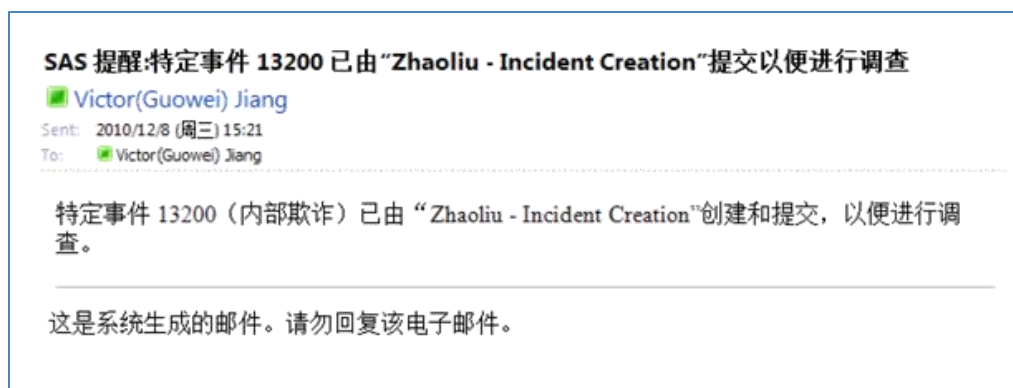 SAS 提醒:特定事件 13200 已由“Zhaoliu - Incident Creation”提交以便进行调查
Victor(Guowei) Jiang
Sent: 2010/12/8 (周三) 15:21
To: Victor(Guowei) Jiang
特定事件 13200（内部欺诈）已由“Zhaoliu - Incident Creation”创建和提交，以便进行调
查。
这是系统生成的邮件。请勿回复该电子邮件。